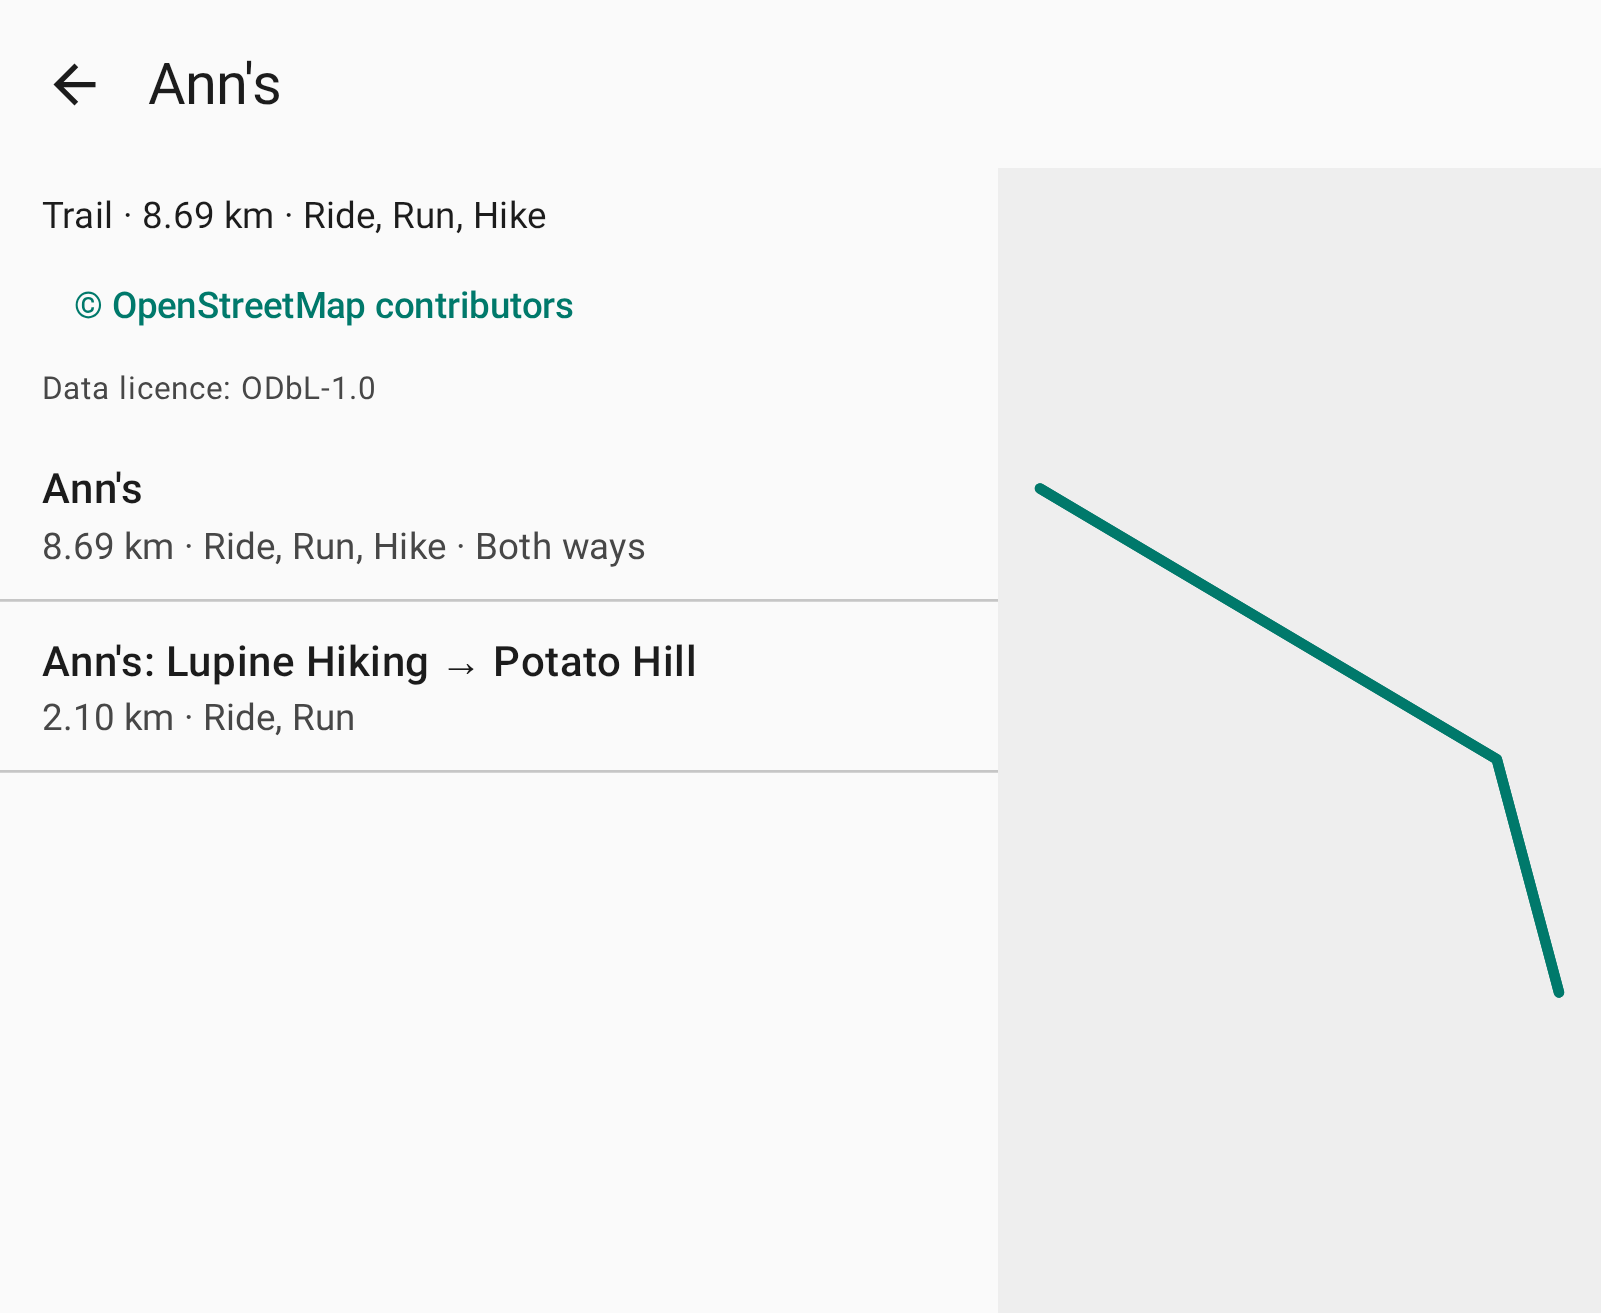 Ann's
Trail · 8.69 km · Ride, Run, Hike
© OpenStreetMap contributors
Data licence: ODbL-1.0
Ann's
8.69 km · Ride, Run, Hike · Both ways
Ann's: Lupine Hiking → Potato Hill
2.10 km · Ride, Run